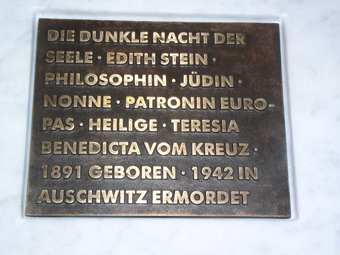 DIE DUNKLE NACHT DER
SEELE · EDITH STEIN ·
PHILOSOPHIN · JÜDIN ·
NONNE · PATRONIN EURO-
PAS · HEILIGE · TERESIA
BENEDICTA VOM KREUZ ·
1891 GEBOREN · 1942 IN
AUSCHWITZ ERMORDET